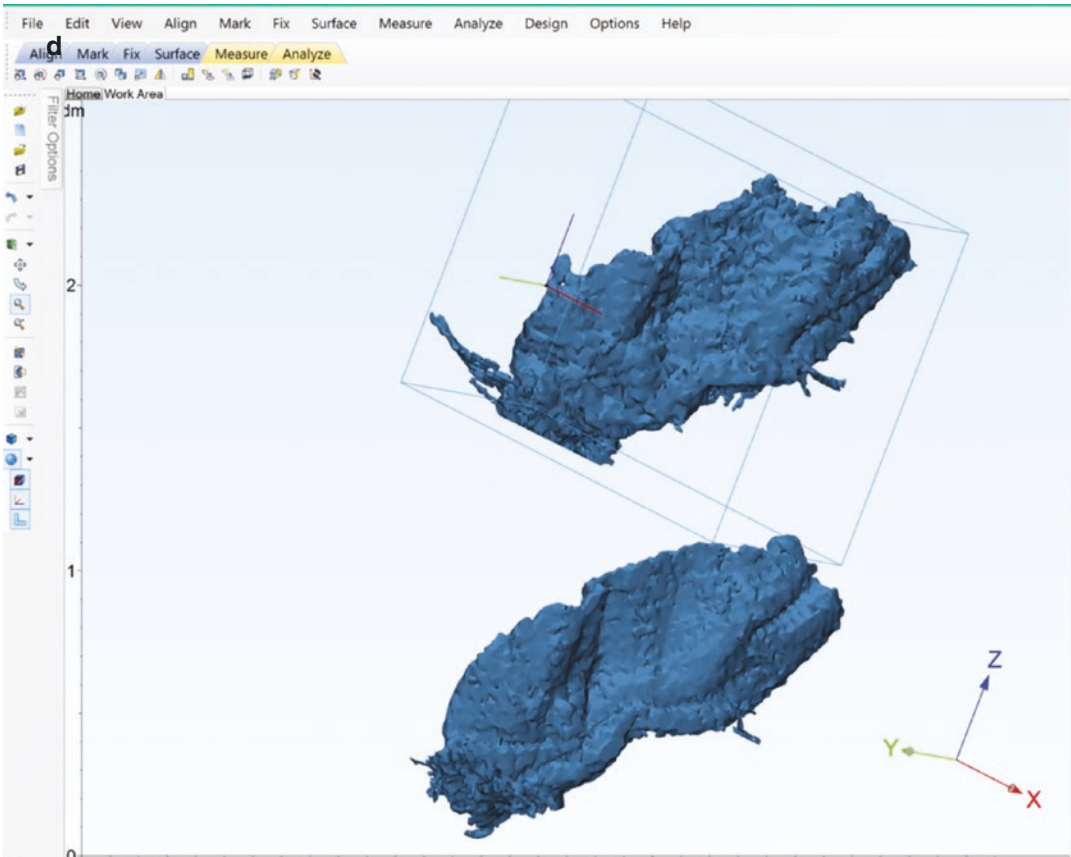 File Edit View Align Mark Fix Surface Measure Analyze Design Options Help
d
Align Mark Fix Surface Measure Analyze
Home Work Area
Filter Options
dm
2
1
0
Z
Y
X